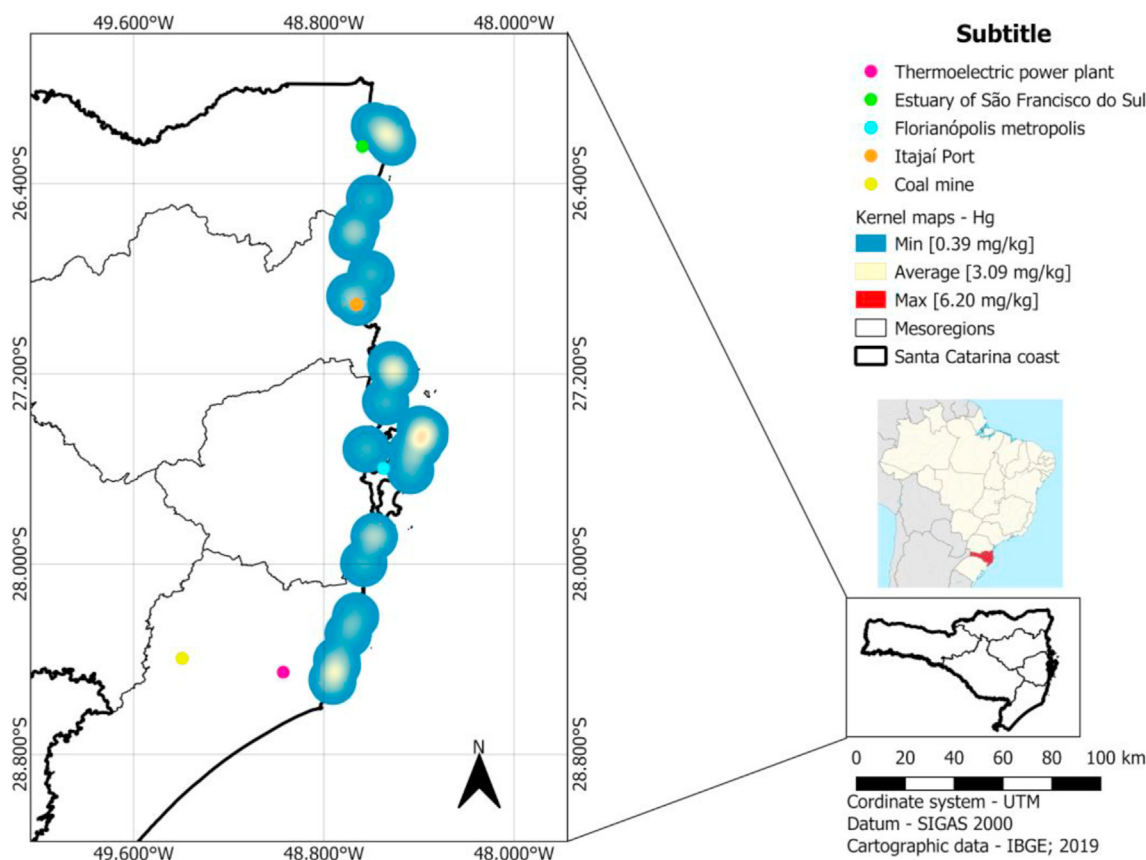 49.600°W 48.800°W 48.000°W
26.400°S 26.400°S
27.200°S 27.200°S
28.000°S 28.000°S
28.800°S 28.800°S
N
49.600°W 48.800°W 48.000°W
Subtitle
Thermoelectric power plant
Estuary of São Francisco do Sul
Florianópolis metropolis
Itajaí Port
Coal mine
Kernel maps - Hg
Min [0.39 mg/kg]
Average [3.09 mg/kg]
Max [6.20 mg/kg]
Mesoregions
Santa Catarina coast
0 20 40 60 80 100 km
Cordinate system - UTM
Datum - SIGAS 2000
Cartographic data - IBGE; 2019